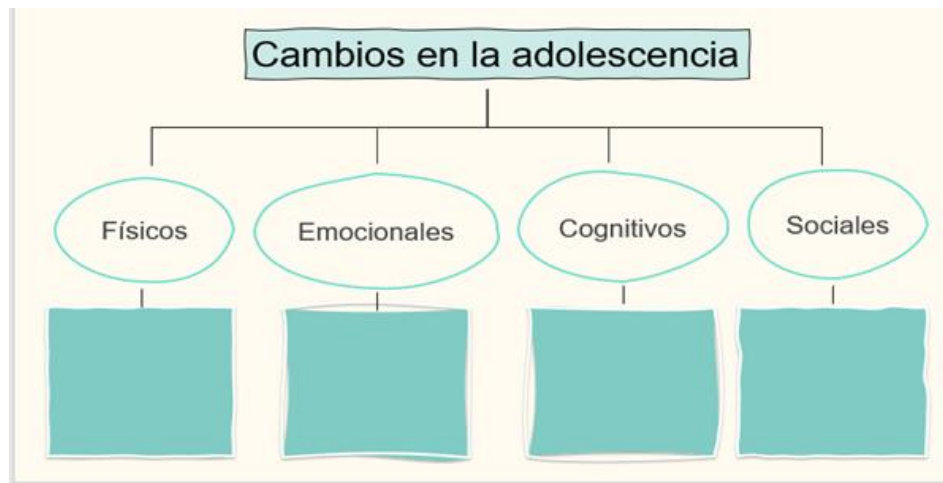 Cambios en la adolescencia
Físicos
Emocionales
Cognitivos
Sociales